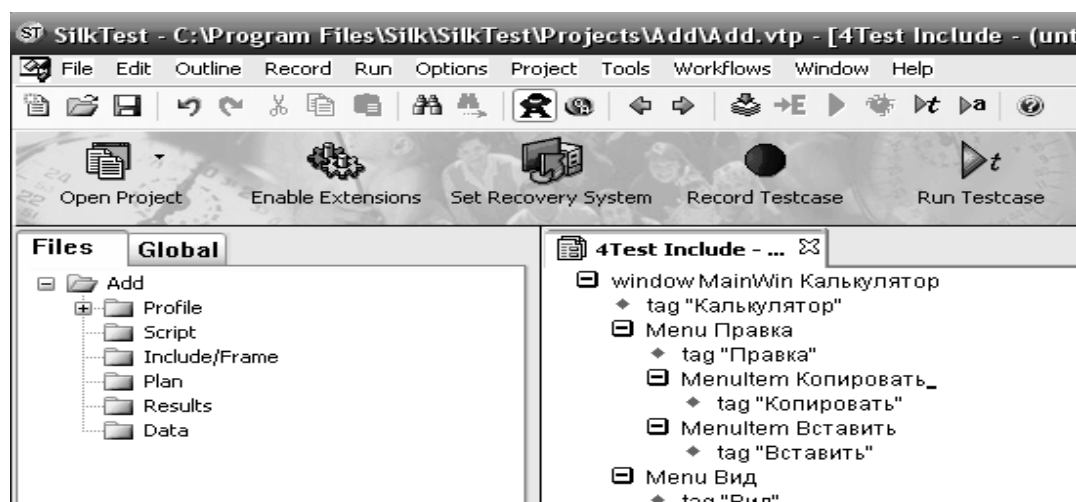 SilkTest - C:\Program Files\Silk\SilkTest\Projects\Add\Add.vtp - [4Test Include - (unt
File Edit Outline Record Run Options Project Tools Workflows Window Help
Open Project Enable Extensions Set Recovery System Record Testcase Run Testcase
Files Global
Add
Profile
Script
Include/Frame
Plan
Results
Data
4Test Include - ...
window MainWin Калькулятор
tag "Калькулятор"
Menu Правка
tag "Правка"
MenuItem Копировать_
tag "Копировать"
MenuItem Вставить
tag "Вставить"
Menu Вид
tag "Вид"